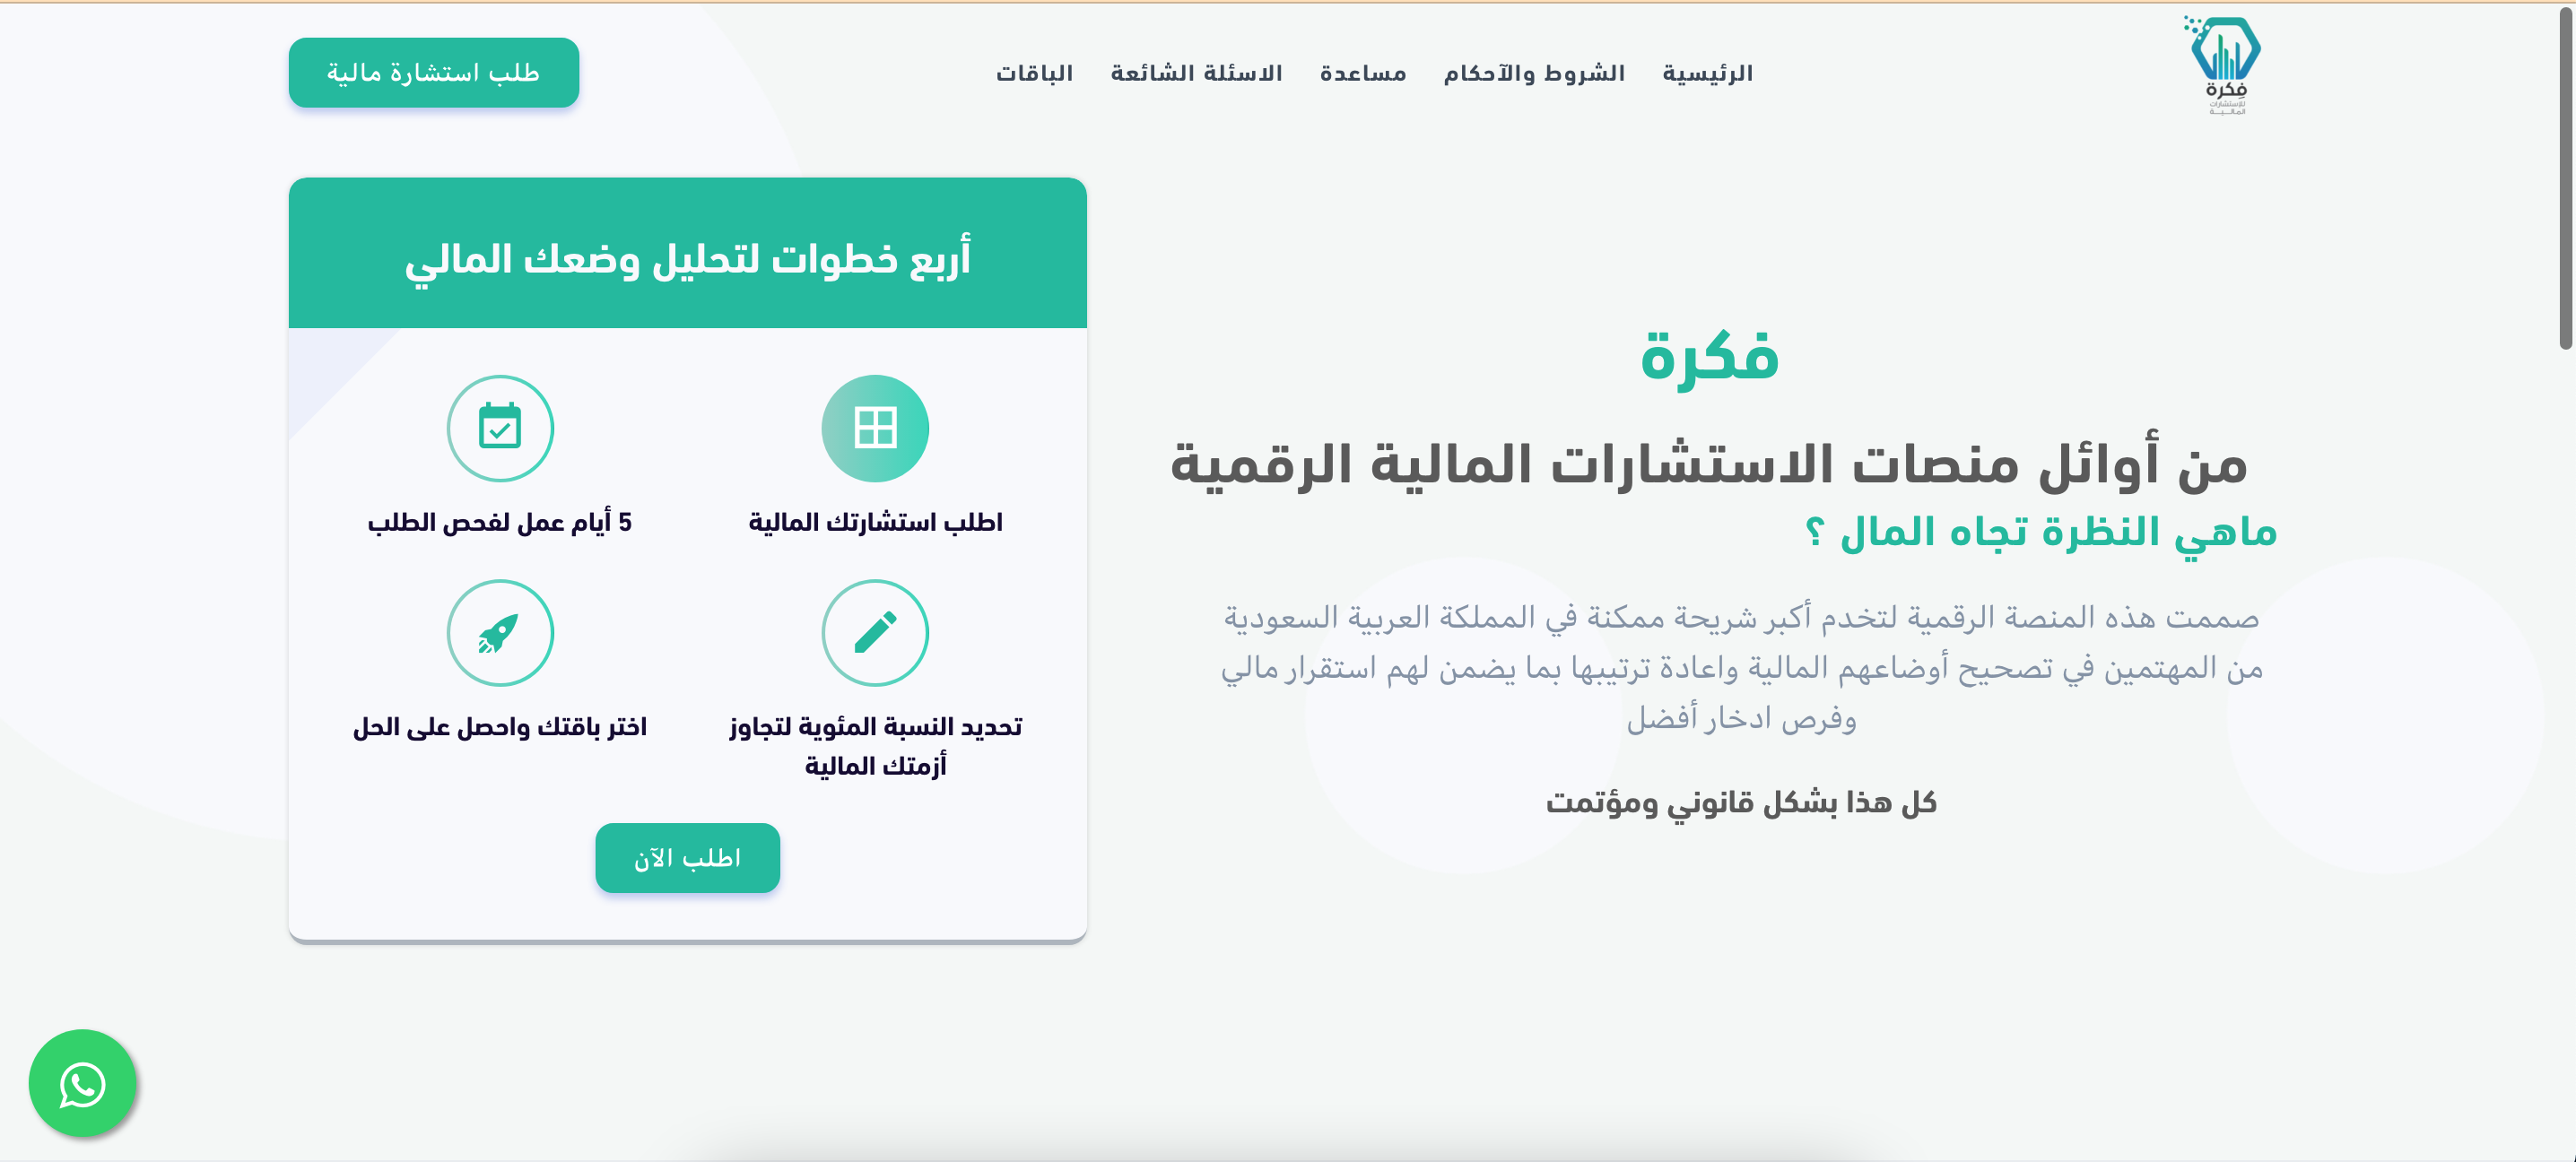 فكرة
للإستشارات
المالـــيـــة
الرئيسية
الشروط والآحكام
مساعدة
الاسئلة الشائعة
الباقات
طلب استشارة مالية
فكرة
من أوائل منصات الاستشارات المالية الرقمية
ماهي النظرة تجاه المال ؟
صممت هذه المنصة الرقمية لتخدم أكبر شريحة ممكنة في المملكة العربية السعودية
من المهتمين في تصحيح أوضاعهم المالية واعادة ترتيبها بما يضمن لهم استقرار مالي
وفرص ادخار أفضل
كل هذا بشكل قانوني ومؤتمت
أربع خطوات لتحليل وضعك المالي
اطلب استشارتك المالية
5 أيام عمل لفحص الطلب
تحديد النسبة المئوية لتجاوز
أزمتك المالية
اختر باقتك واحصل على الحل
اطلب الآن